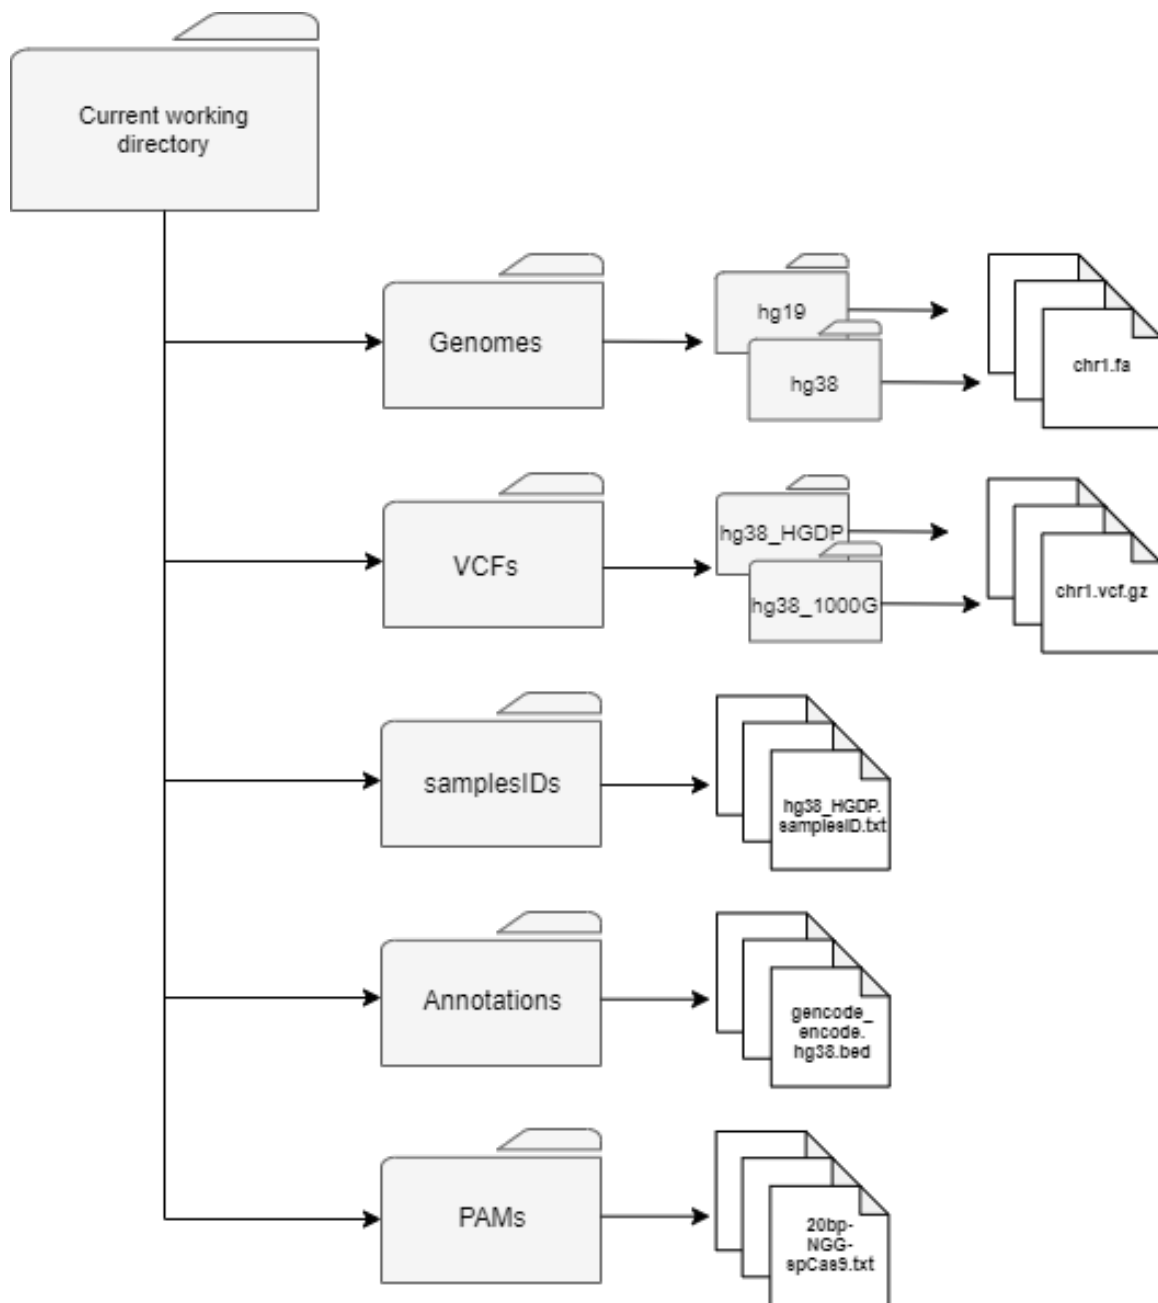 Current working
directory
Genomes
hg19
hg38
chr1.fa
VCFs
hg38_HGDP
hg38_1000G
chr1.vcf.gz
samplesIDs
hg38_HGDP.
samplesID.txt
Annotations
gencode_
encode.
hg38.bed
PAMs
20bp-
NGG-
spCas9.txt